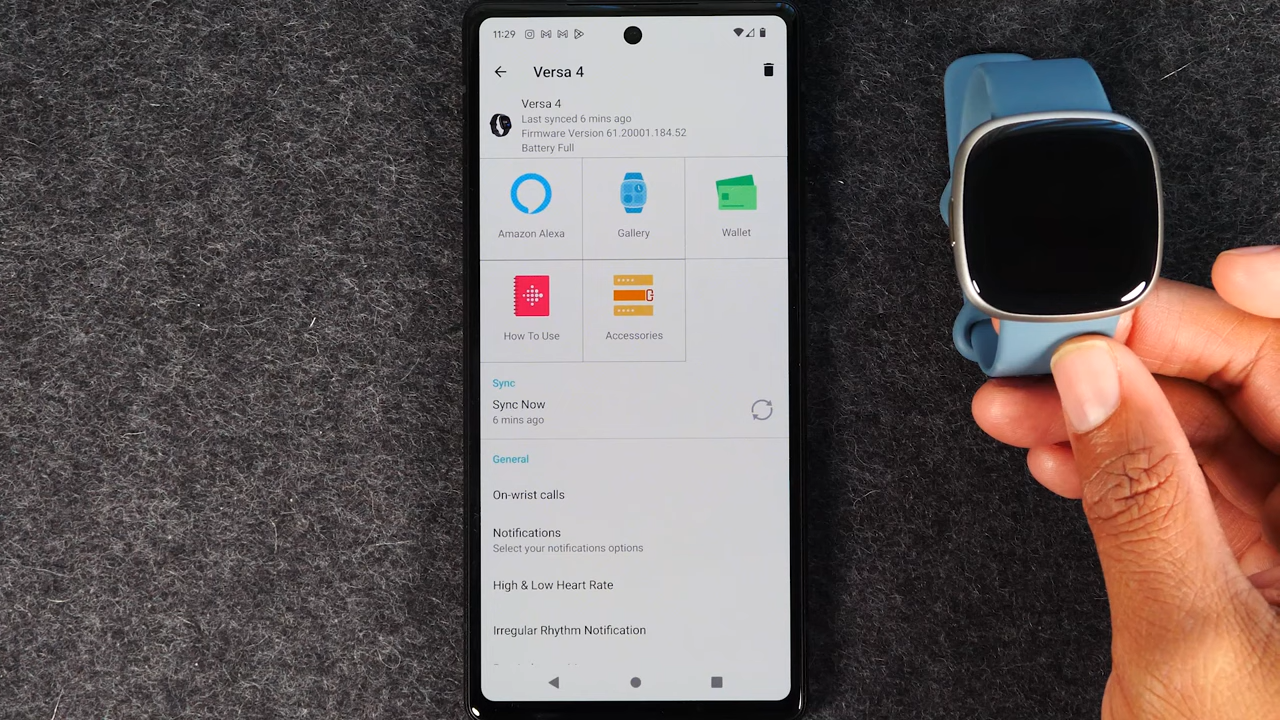 11:29
Versa 4
Versa 4
Last synced 6 mins ago
Firmware Version 61.20001.184.52
Battery Full
Amazon Alexa
Gallery
Wallet
How To Use
Accessories
Sync
Sync Now
6 mins ago
General
On-wrist calls
Notifications
Select your notifications options
High & Low Heart Rate
Irregular Rhythm Notification